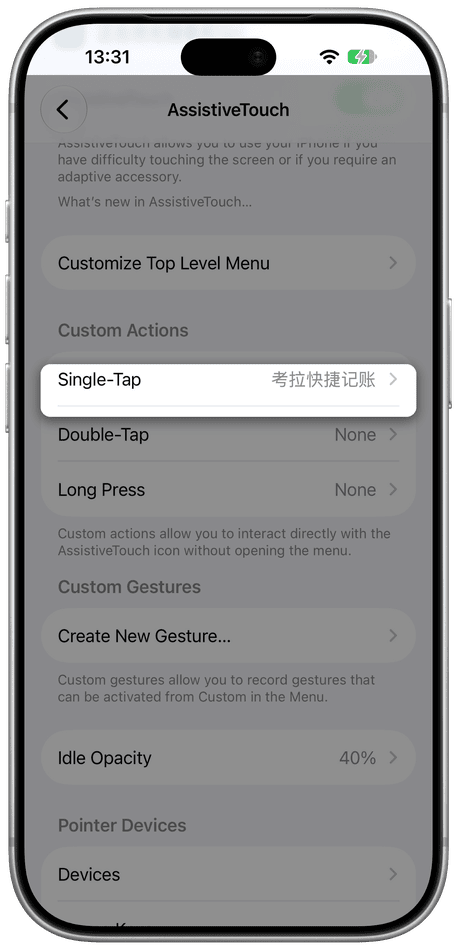 13:31
AssistiveTouch
AssistiveTouch allows you to use your iPhone if you
have difficulty touching the screen or if you require an
adaptive accessory.
What's new in AssistiveTouch...
Customize Top Level Menu
Custom Actions
Single-Tap 考拉快捷记账
Double-Tap None
Long Press None
Custom actions allow you to interact directly with the
AssistiveTouch icon without opening the menu.
Custom Gestures
Create New Gesture...
Custom gestures allow you to record gestures that
can be activated from Custom in the Menu.
Idle Opacity 40%
Pointer Devices
Devices